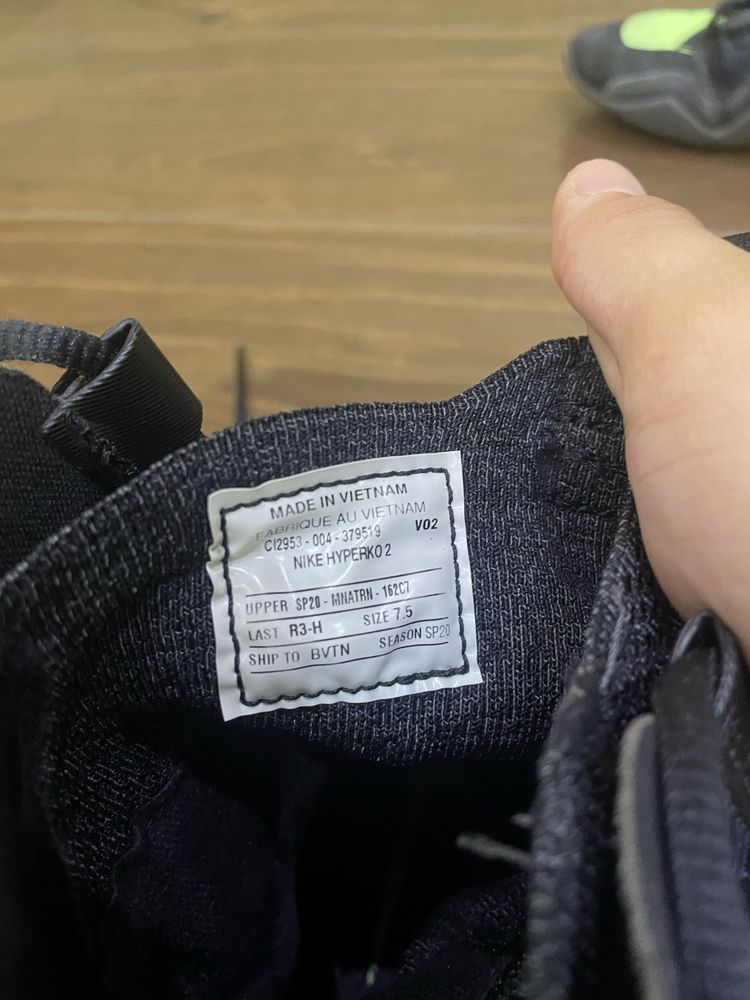 MADE IN VIETNAM
FABRIQUE AU VIETNAM
CI2953 - 004 - 379519 V02
NIKE HYPERKO 2
UPPER SP20 - MNATRN - 162C7
LAST R3-H SIZE 7.5
SHIP TO BVTN SEASON SP20